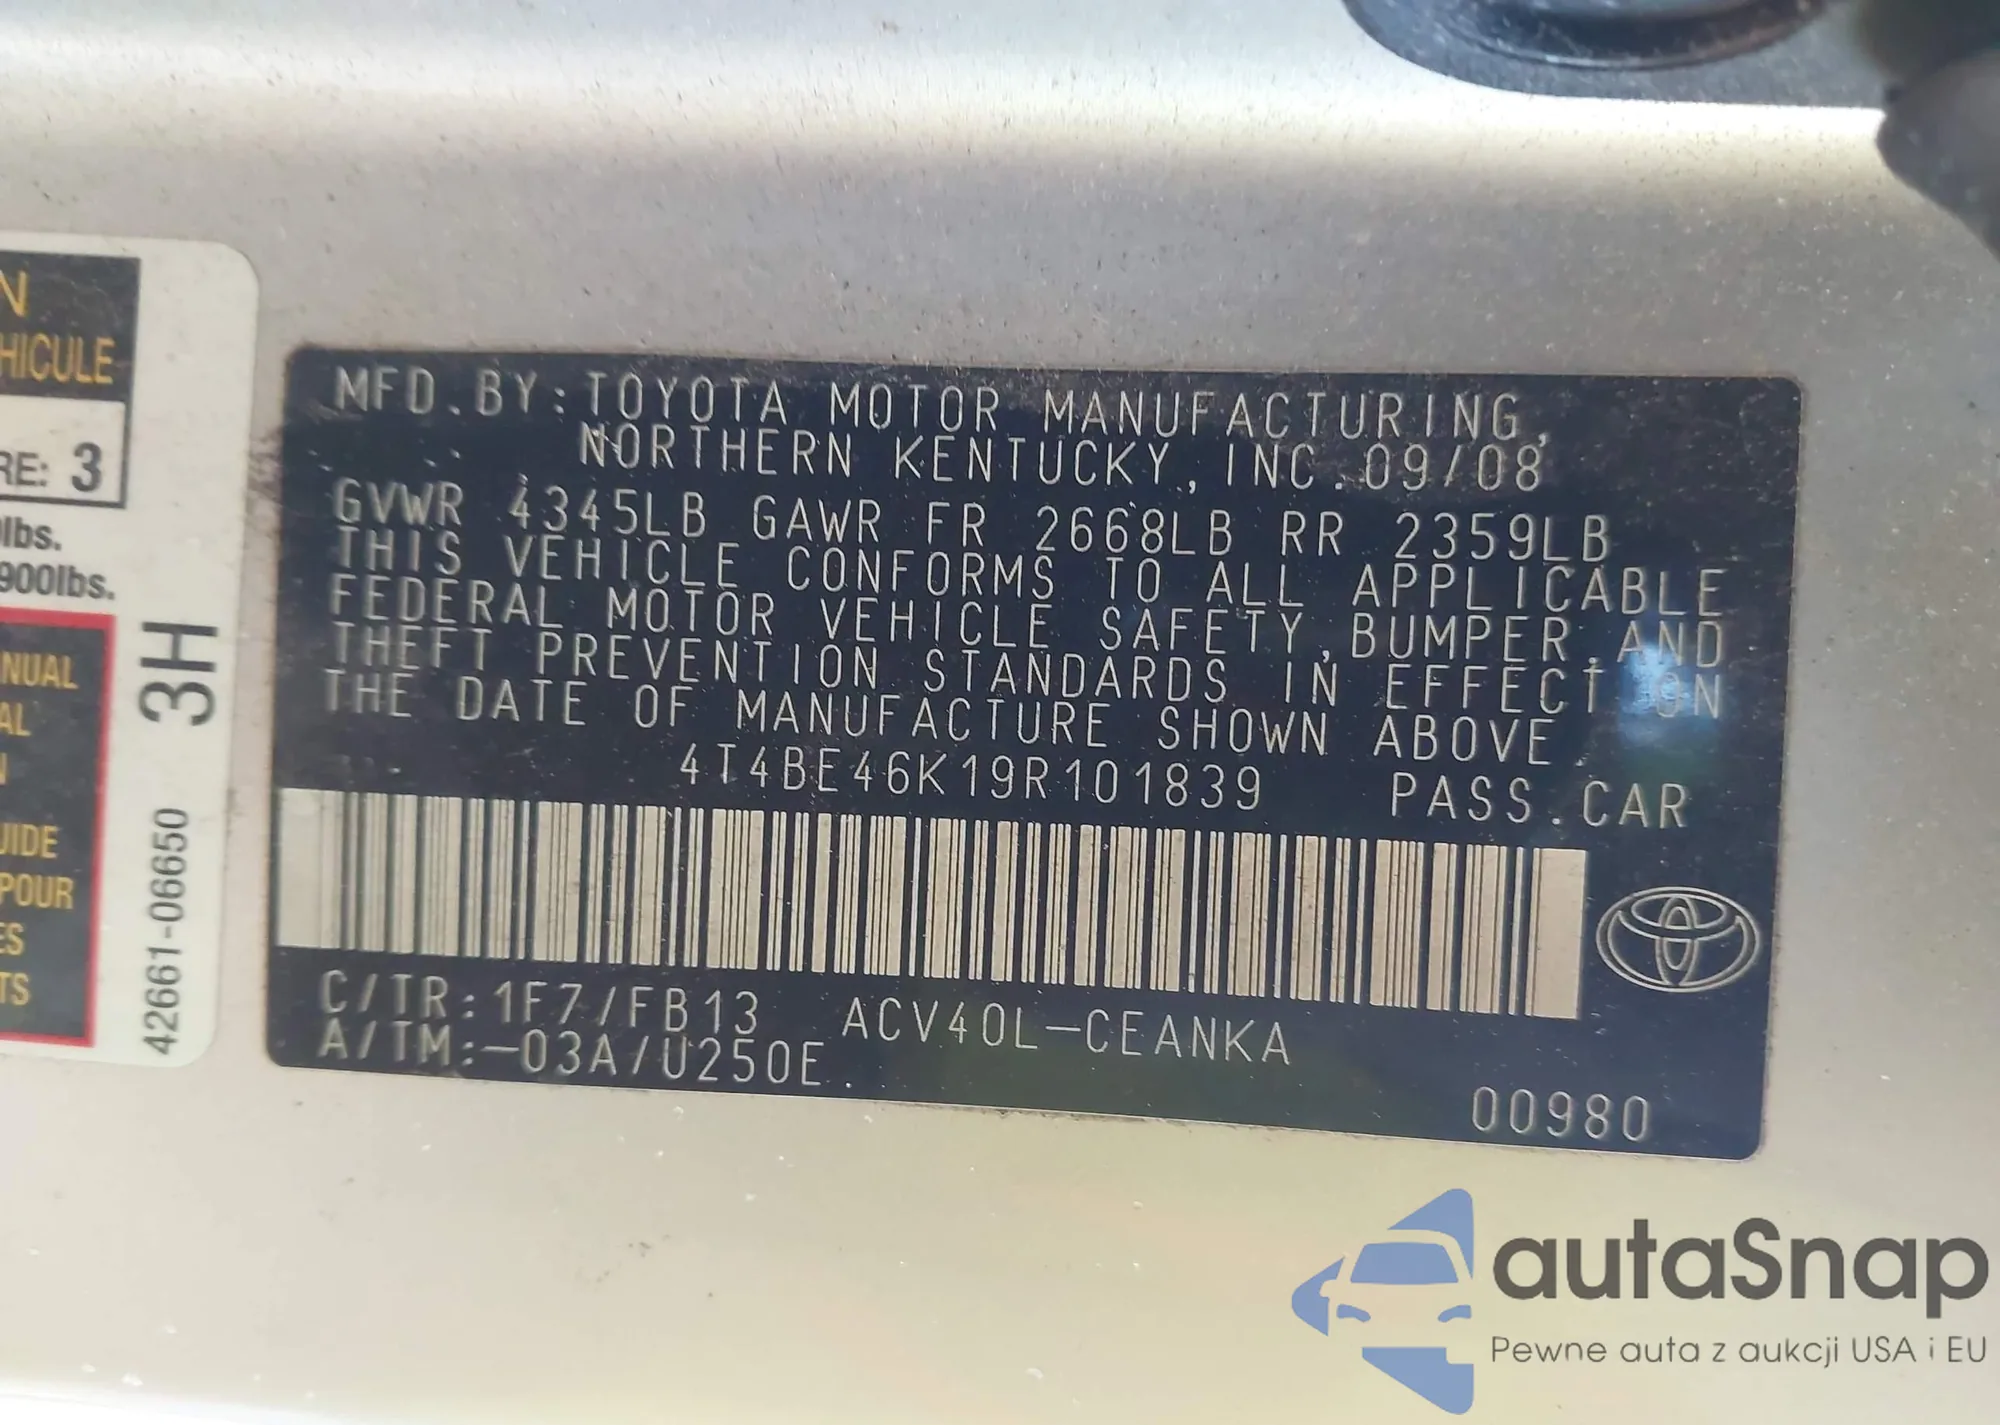 N
HICULE
RE: 3
lbs.
900lbs.
NUAL
AL
N
UIDE
POUR
ES
TS
3H
42661-06650
MFD.BY:TOYOTA MOTOR MANUFACTURING,
NORTHERN KENTUCKY, INC.09/08
GVWR 4345LB GAWR FR 2668LB RR 2359LB
THIS VEHICLE CONFORMS TO ALL APPLICABLE
FEDERAL MOTOR VEHICLE SAFETY,BUMPER,AND
THEFT PREVENTION STANDARDS IN EFFECT ON
THE DATE OF MANUFACTURE SHOWN ABOVE.
4T4BE46K19R101839 PASS.CAR
C/TR:1F7/FB13 ACV40L-CEANKA
A/TM:-03A/U250E.
00980
autaSnap
Pewne auta z aukcji USA i EU